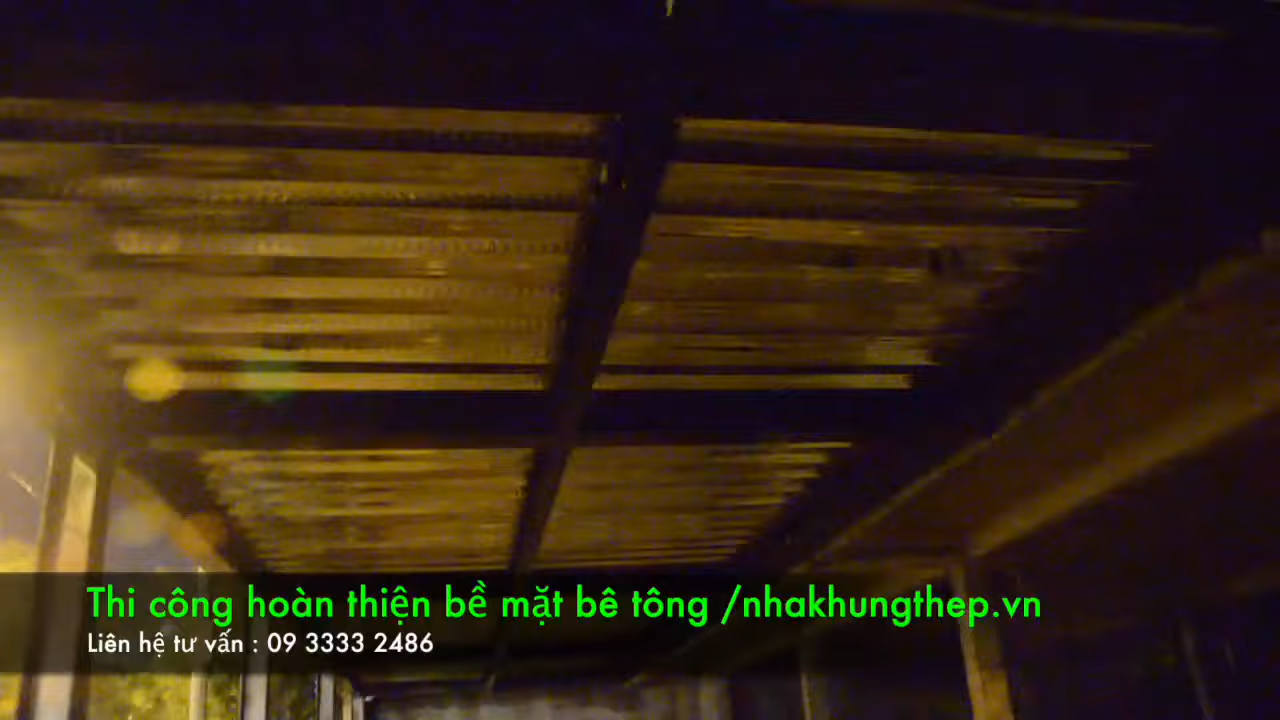 Thi công hoàn thiện bề mặt bê tông /nhakhungthep.vn
Liên hệ tư vấn : 09 3333 2486